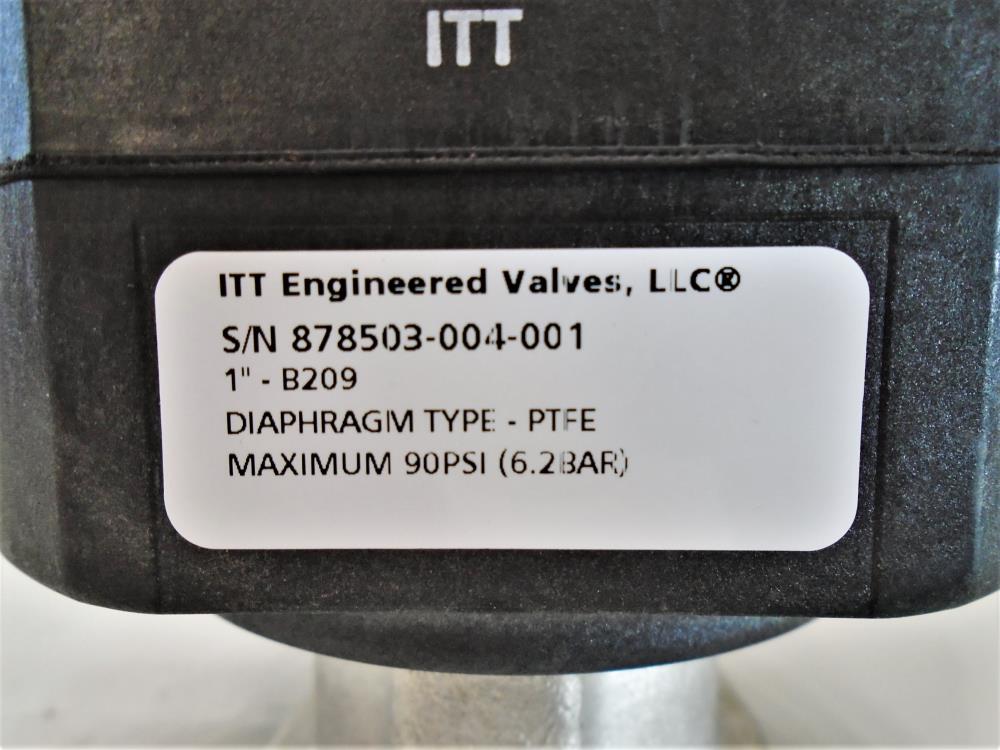 ITT
ITT Engineered Valves, LLC®
S/N 878503-004-001
1" - B209
DIAPHRAGM TYPE - PTFE
MAXIMUM 90PSI (6.2BAR)